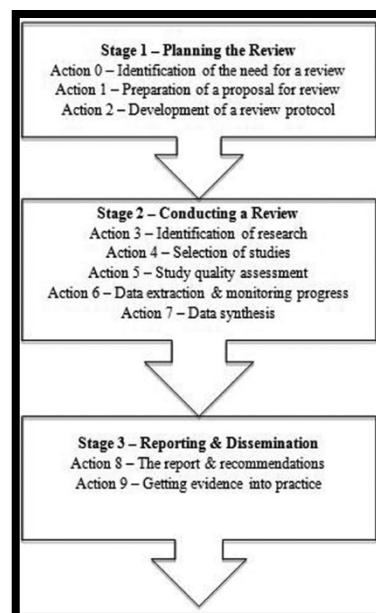 Stage 1 – Planning the Review
Action 0 – Identification of the need for a review
Action 1 – Preparation of a proposal for review
Action 2 – Development of a review protocol
Stage 2 – Conducting a Review
Action 3 – Identification of research
Action 4 – Selection of studies
Action 5 – Study quality assessment
Action 6 – Data extraction & monitoring progress
Action 7 – Data synthesis
Stage 3 – Reporting & Dissemination
Action 8 – The report & recommendations
Action 9 – Getting evidence into practice